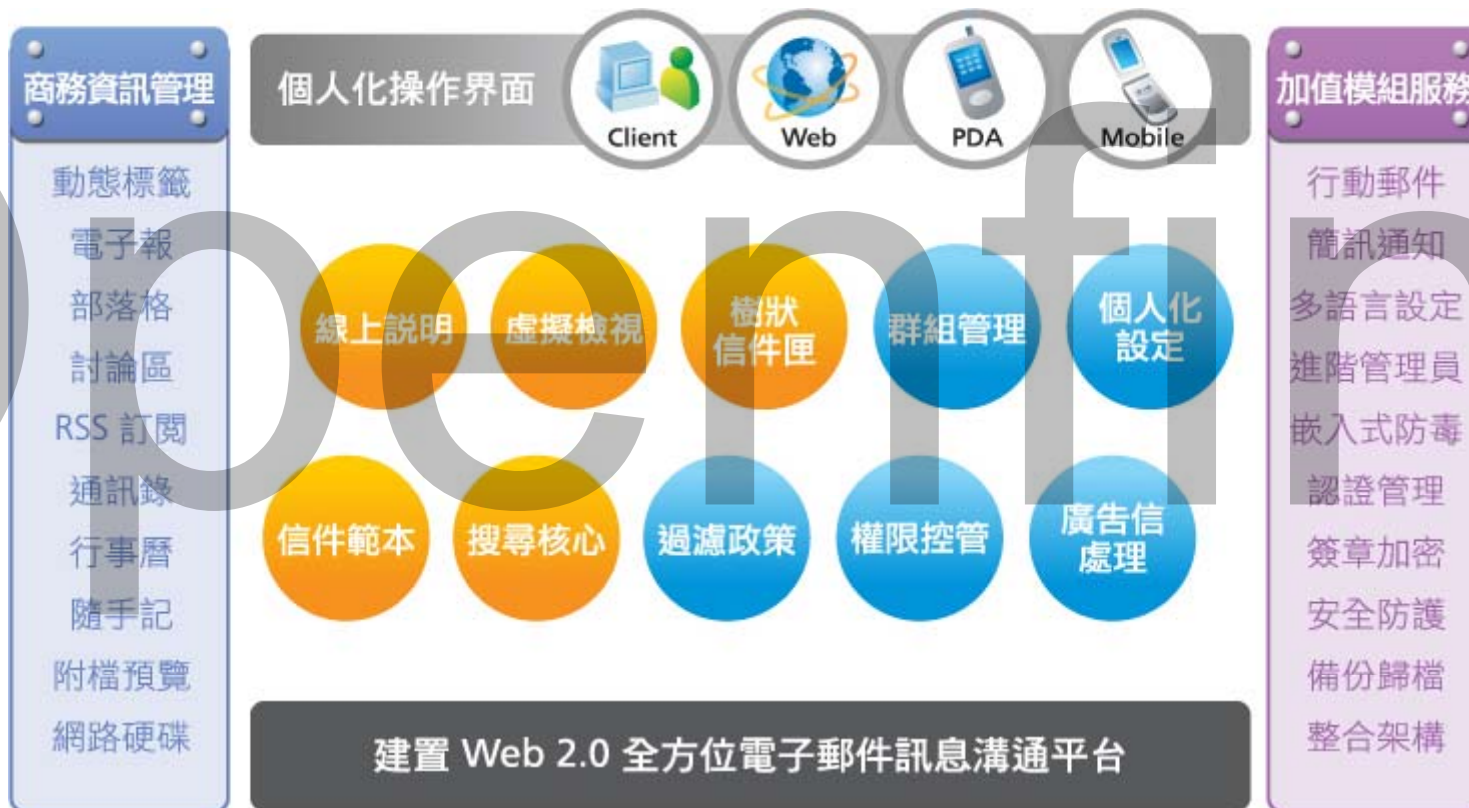 商務資訊管理
動態標籤
電子報
部落格
討論區
RSS 訂閱
通訊錄
行事曆
隨手記
附檔預覽
網路硬碟
個人化操作界面
Client
Web
PDA
Mobile
線上説明
虛擬檢視
樹狀
信件匣
群組管理
個人化
設定
信件範本
搜尋核心
過濾政策
權限控管
廣告信
處理
建置 Web 2.0 全方位電子郵件訊息溝通平台
加值模組服務
行動郵件
簡訊通知
多語言設定
進階管理員
嵌入式防毒
認證管理
簽章加密
安全防護
備份歸檔
整合架構
penfin